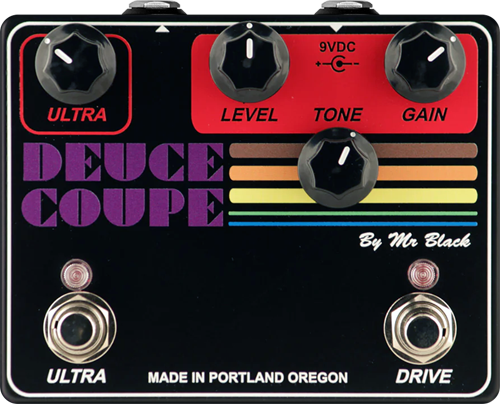 9VDC
ULTRA
LEVEL
TONE
GAIN
DEUCE
COUPE
By Mr Black
ULTRA
MADE IN PORTLAND OREGON
DRIVE